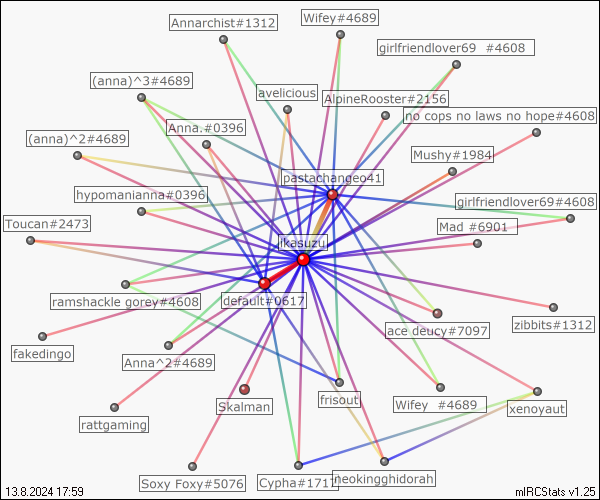 Annarchist#1312
Wifey#4689
girlfriendlover69 #4608
(anna)^3#4689
avelicious
AlpineRooster#2156
no cops no laws no hope#4608
Anna.#0396
(anna)^2#4689
Mushy#1984
pastachangeo41
hypomanianna#0396
girlfriendlover69#4608
Toucan#2473
Mad #6901
ikasuzu
ramshackle gorey#4608
default#0617
zibbits#1312
ace deucy#7097
fakedingo
Anna^2#4689
Skalman
frisout
Wifey #4689
xenoyaut
rattgaming
Soxy Foxy#5076
Cypha#1717
neokingghidorah
13.8.2024 17:59
mIRCStats v1.25